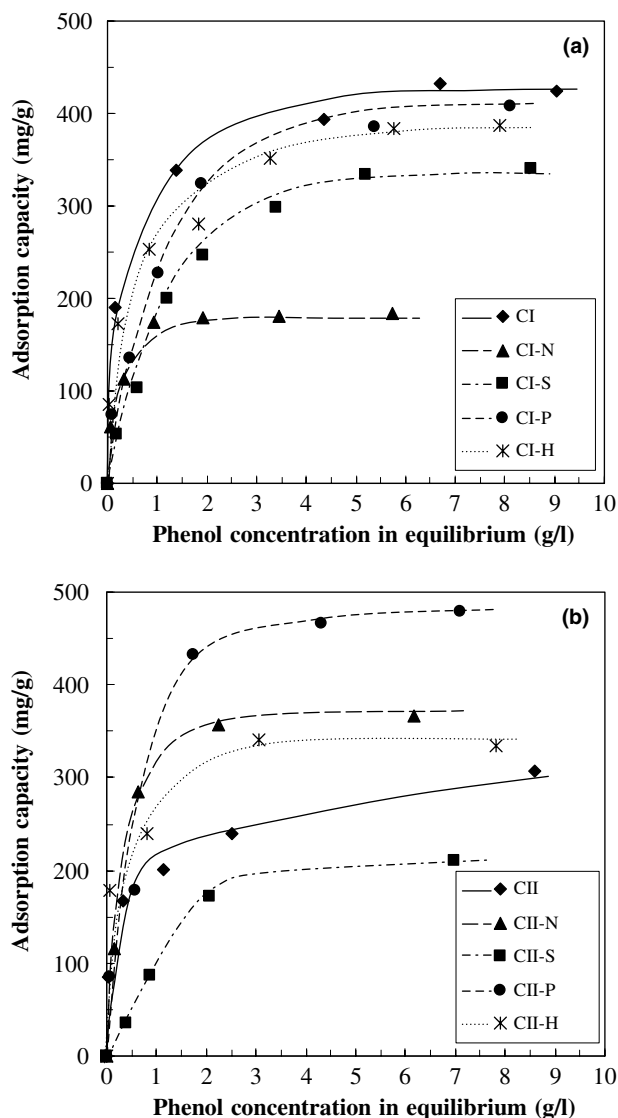 500
(a)
400
300
200
100
0
Adsorption capacity (mg/g)
CI
CI-N
CI-S
CI-P
CI-H
0 1 2 3 4 5 6 7 8 9 10
Phenol concentration in equilibrium (g/l)
500
(b)
400
300
200
100
0
Adsorption capacity (mg/g)
CII
CII-N
CII-S
CII-P
CII-H
0 1 2 3 4 5 6 7 8 9 10
Phenol concentration in equilibrium (g/l)